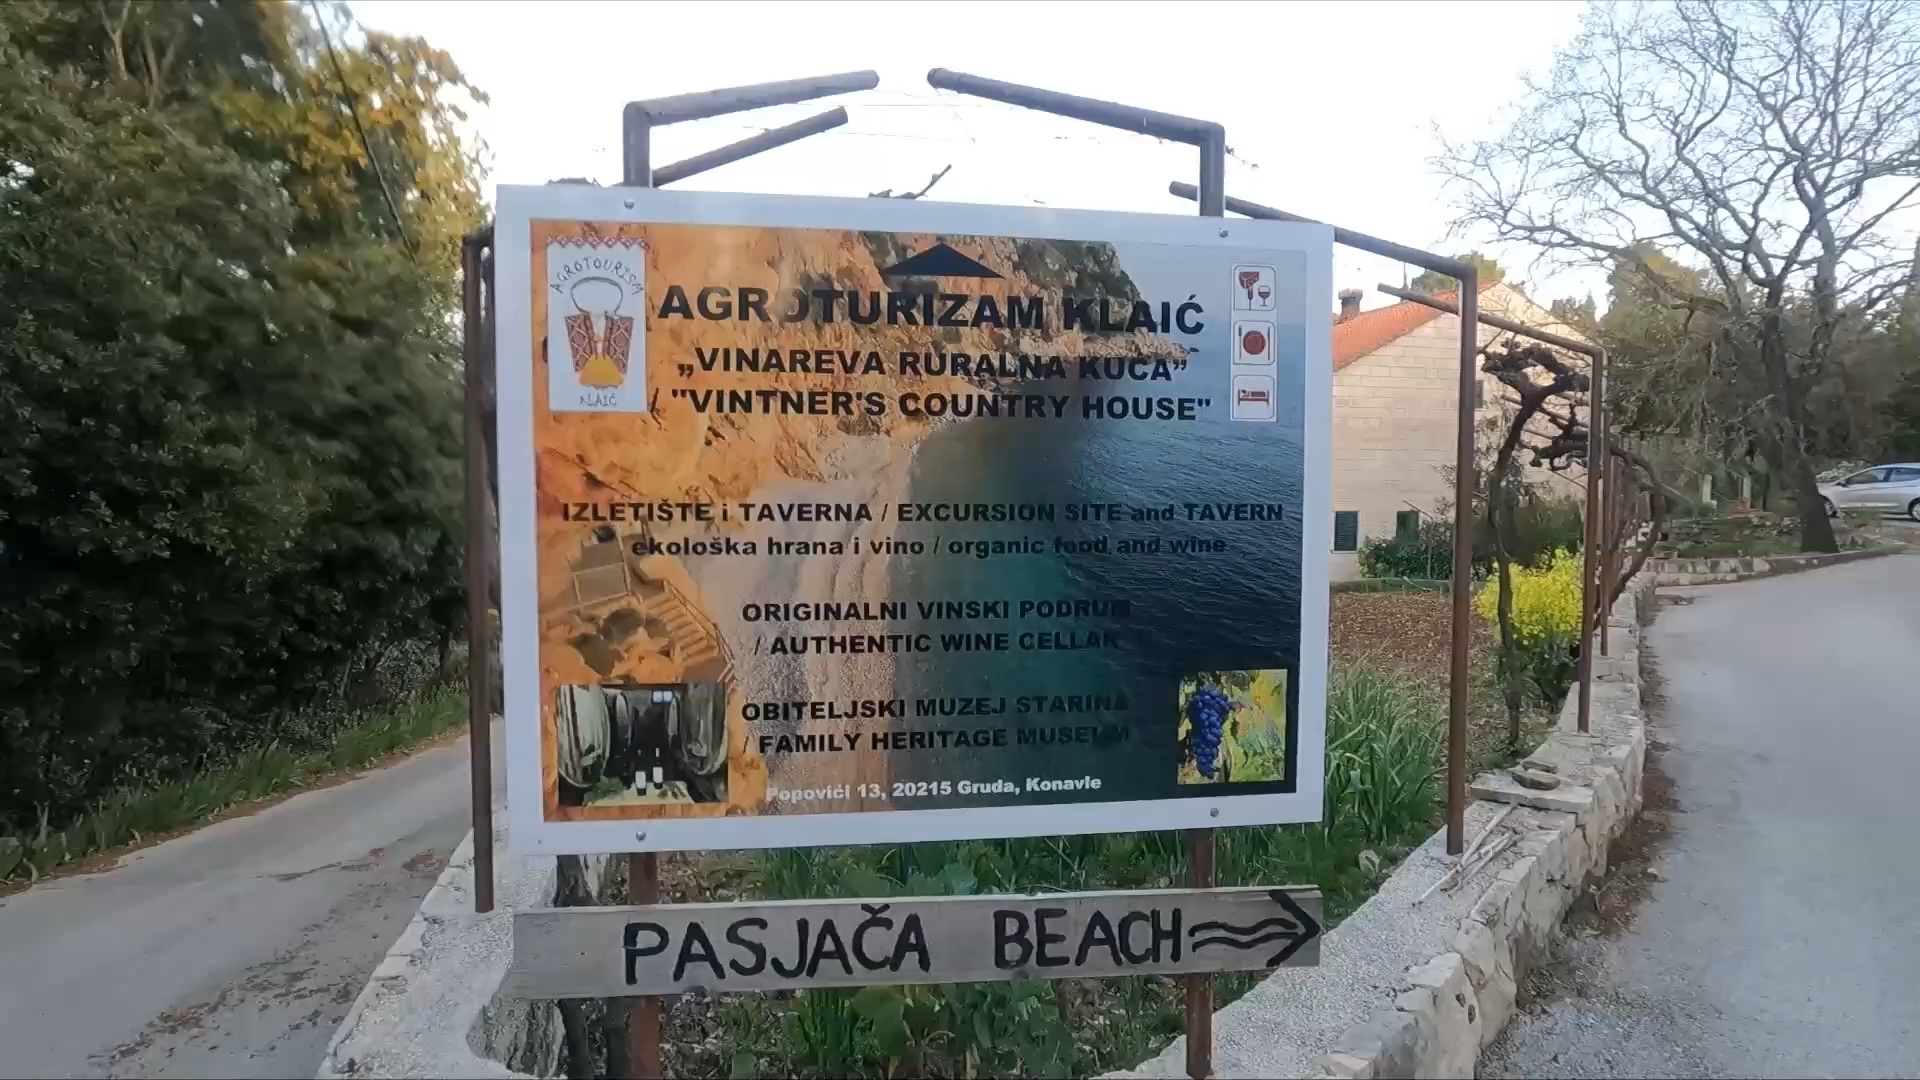 AGROTOURISM
KLAIĆ
AGROTURIZAM KLAIĆ
„VINAREVA RURALNA KUĆA”
/ "VINTNER'S COUNTRY HOUSE"
IZLETIŠTE i TAVERNA / EXCURSION SITE and TAVERN
ekološka hrana i vino / organic food and wine
ORIGINALNI VINSKI PODRUM
/ AUTHENTIC WINE CELLAR
OBITELJSKI MUZEJ STARINA
/ FAMILY HERITAGE MUSEUM
Popovići 13, 20215 Gruda, Konavle
PASJAČA BEACH